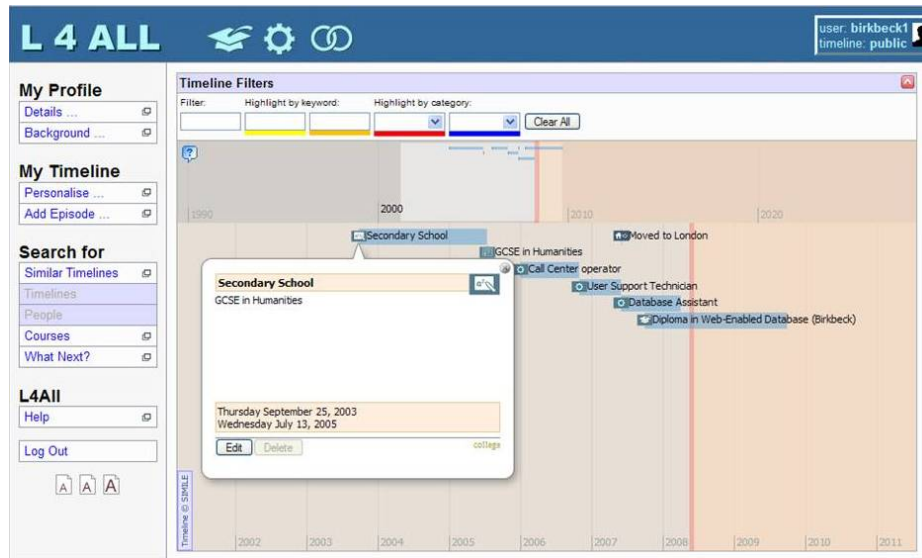 L 4 ALL
user: birkbeck1
timeline: public
My Profile
Details ...
Background ...
My Timeline
Personalise ...
Add Episode ...
Search for
Similar Timelines
Timelines
People
Courses
What Next?
L4All
Help
Log Out
A A A
Timeline Filters
Filter: Highlight by keyword: Highlight by category:
Clear All
1990 2000 2010 2020
Secondary School
Moved to London
GCSE in Humanities
Call Center operator
User Support Technician
Database Assistant
Diploma in Web-Enabled Database (Birkbeck)
Secondary School
GCSE in Humanities
Thursday September 25, 2003
Wednesday July 13, 2005
Edit Delete college
Timeline © SIMILE
2002 2003 2004 2005 2006 2007 2008 2009 2010 2011